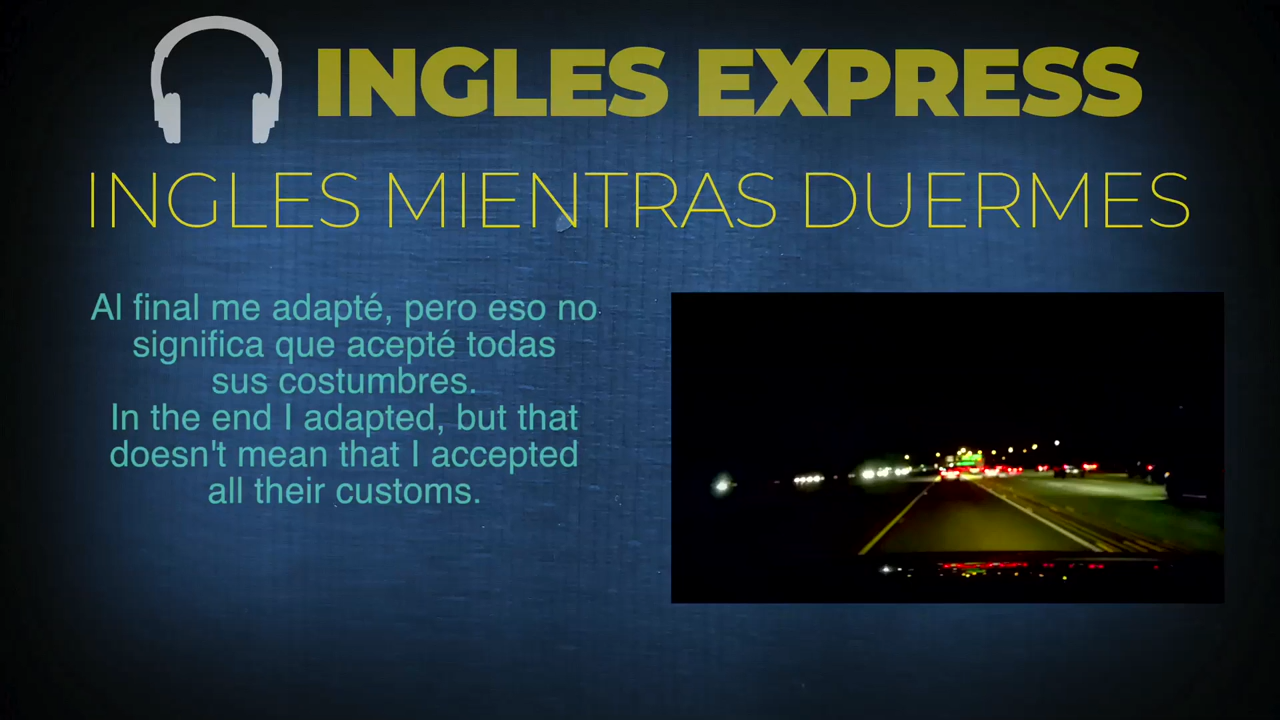 INGLES EXPRESS
INGLES MIENTRAS DUERMES
Al final me adapté, pero eso no
significa que acepté todas
sus costumbres.
In the end I adapted, but that
doesn't mean that I accepted
all their customs.